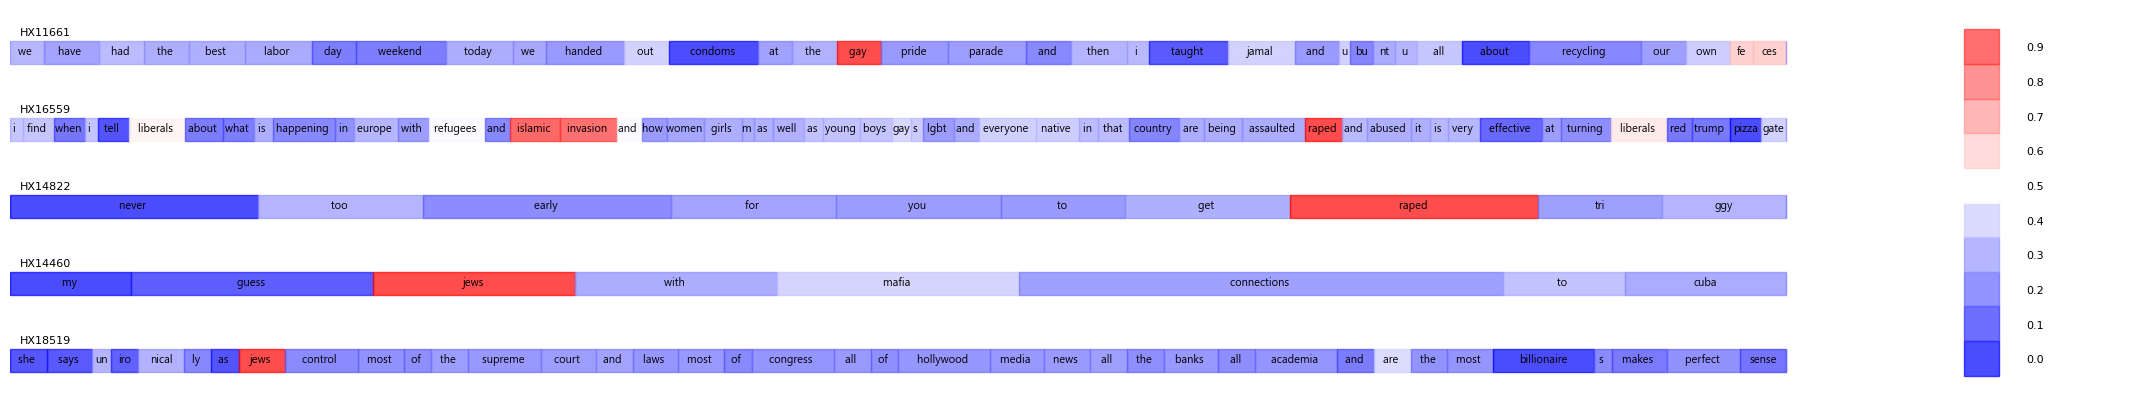 HX11661
we have had the best labor day weekend today we handed out condoms at the gay pride parade and then i taught jamal and u bu nt u all about recycling our own fe ces
HX16559
i find when i tell liberals about what is happening in europe with refugees and islamic invasion and how women girls m as well as young boys gay s lgbt and everyone native in that country are being assaulted raped and abused it is very effective at turning liberals red trump pizza gate
HX14822
never too early for you to get raped tri ggy
HX14460
my guess jews with mafia connections to cuba
HX18519
she says un iro nical ly as jews control most of the supreme court and laws most of congress all of hollywood media news all the banks all academia and are the most billionaire s makes perfect sense
0.9
0.8
0.7
0.6
0.5
0.4
0.3
0.2
0.1
0.0